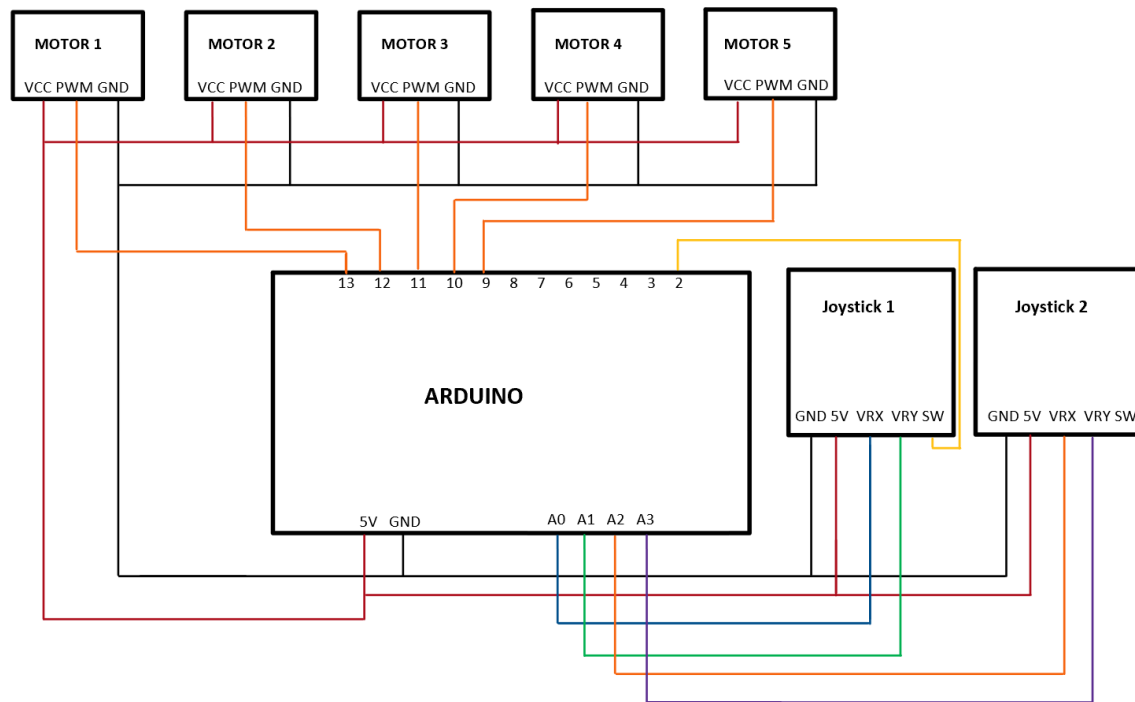 MOTOR 1 MOTOR 2 MOTOR 3 MOTOR 4 MOTOR 5
VCC PWM GND VCC PWM GND VCC PWM GND VCC PWM GND VCC PWM GND
13 12 11 10 9 8 7 6 5 4 3 2
Joystick 1 Joystick 2
ARDUINO
GND 5V VRX VRY SW GND 5V VRX VRY SW
5V GND A0 A1 A2 A3